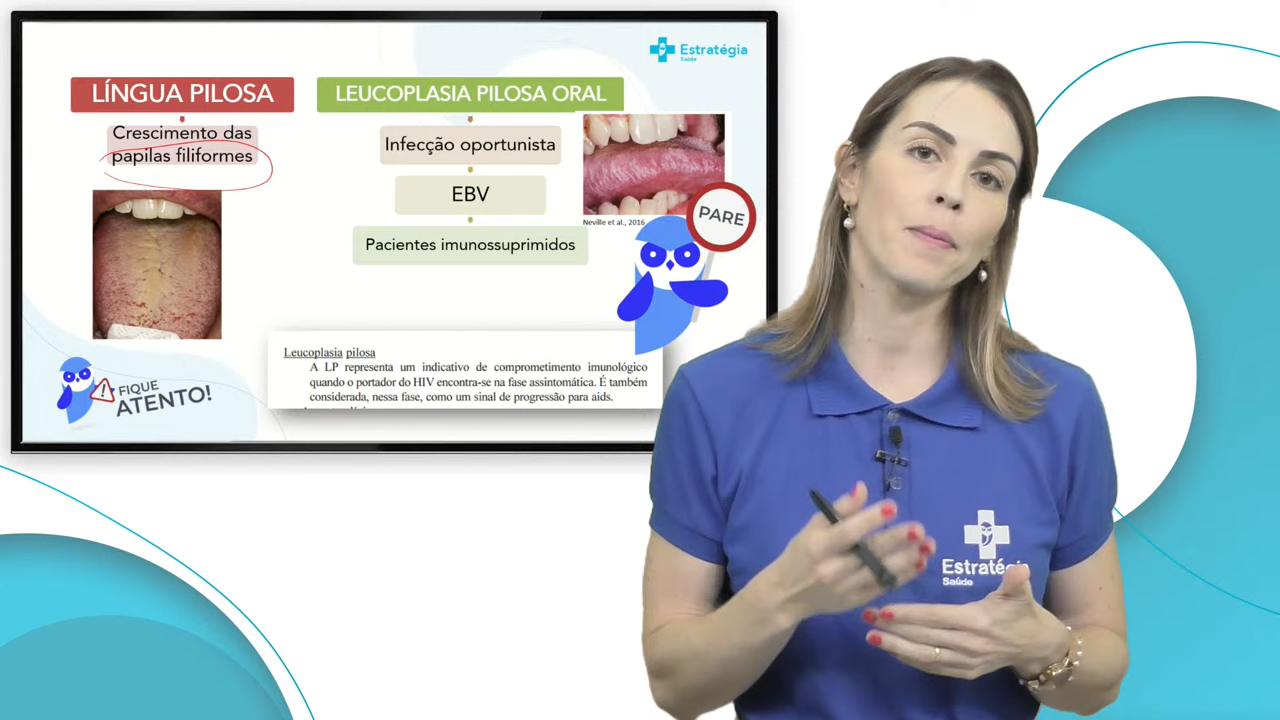 Estratégia
Saúde
LÍNGUA PILOSA
Crescimento das
papilas filiformes
LEUCOPLASIA PILOSA ORAL
Infecção oportunista
EBV
Pacientes imunossuprimidos
Neville et al., 2016
PARE
Leucoplasia pilosa
A LP representa um indicativo de comprometimento imunológico
quando o portador do HIV encontra-se na fase assintomática. É também
considerada, nessa fase, como um sinal de progressão para aids.
FIQUE
ATENTO!
Estratégia
Saúde